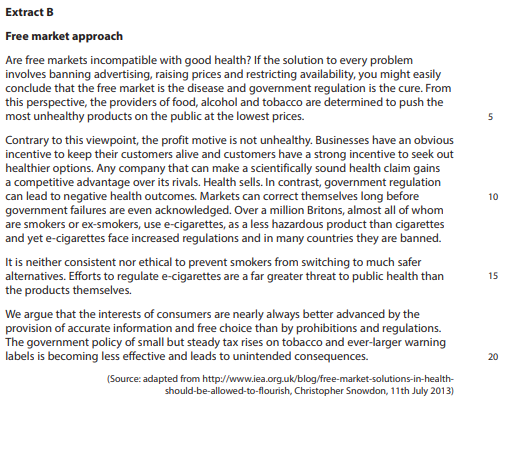 Extract B
Free market approach
Are free markets incompatible with good health? If the solution to every problem
involves banning advertising, raising prices and restricting availability, you might easily
conclude that the free market is the disease and government regulation is the cure. From
this perspective, the providers of food, alcohol and tobacco are determined to push the
most unhealthy products on the public at the lowest prices. 5
Contrary to this viewpoint, the profit motive is not unhealthy. Businesses have an obvious
incentive to keep their customers alive and customers have a strong incentive to seek out
healthier options. Any company that can make a scientifically sound health claim gains
a competitive advantage over its rivals. Health sells. In contrast, government regulation
can lead to negative health outcomes. Markets can correct themselves long before 10
government failures are even acknowledged. Over a million Britons, almost all of whom
are smokers or ex-smokers, use e-cigarettes, as a less hazardous product than cigarettes
and yet e-cigarettes face increased regulations and in many countries they are banned.
It is neither consistent nor ethical to prevent smokers from switching to much safer
alternatives. Efforts to regulate e-cigarettes are a far greater threat to public health than 15
the products themselves.
We argue that the interests of consumers are nearly always better advanced by the
provision of accurate information and free choice than by prohibitions and regulations.
The government policy of small but steady tax rises on tobacco and ever-larger warning
labels is becoming less effective and leads to unintended consequences. 20
(Source: adapted from http://www.iea.org.uk/blog/free-market-solutions-in-health-
should-be-allowed-to-flourish, Christopher Snowdon, 11th July 2013)